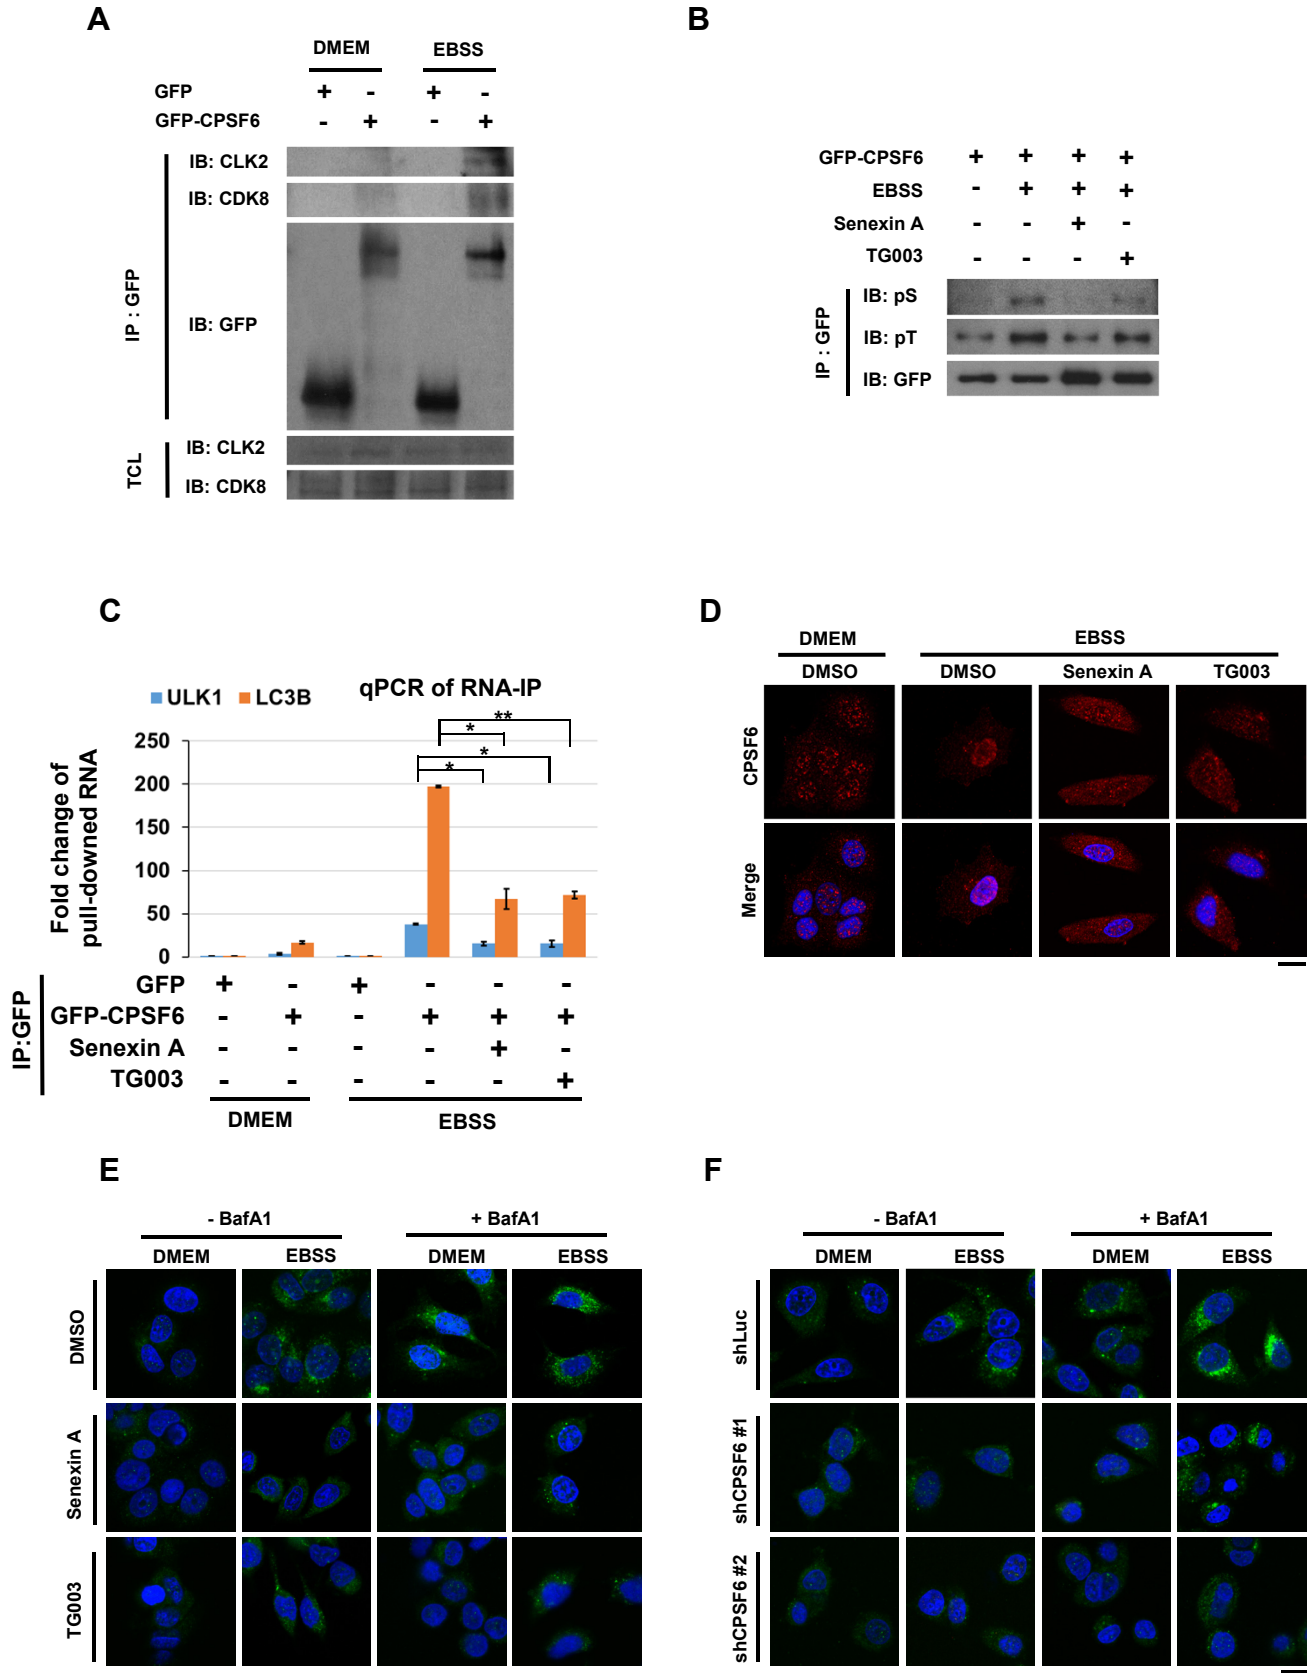 A
DMEM EBSS
GFP + - + -
GFP-CPSF6 - + - +
IP : GFP
IB: CLK2
IB: CDK8
IB: GFP
TCL
IB: CLK2
IB: CDK8
B
GFP-CPSF6 + + + +
EBSS - + + +
Senexin A - - + -
TG003 - - - +
IP : GFP
IB: pS
IB: pT
IB: GFP
C
qPCR of RNA-IP
ULK1 LC3B
Fold change of
pull-downed RNA
250
200
150
100
50
0
** 
*
*
*
IP:GFP
GFP + - + - - -
GFP-CPSF6 - + - + + +
Senexin A - - - - + -
TG003 - - - - - +
DMEM EBSS
D
DMEM EBSS
DMSO DMSO Senexin A TG003
CPSF6
Merge
E
- BafA1 + BafA1
DMEM EBSS DMEM EBSS
DMSO
Senexin A
TG003
F
- BafA1 + BafA1
DMEM EBSS DMEM EBSS
shLuc
shCPSF6 #1
shCPSF6 #2